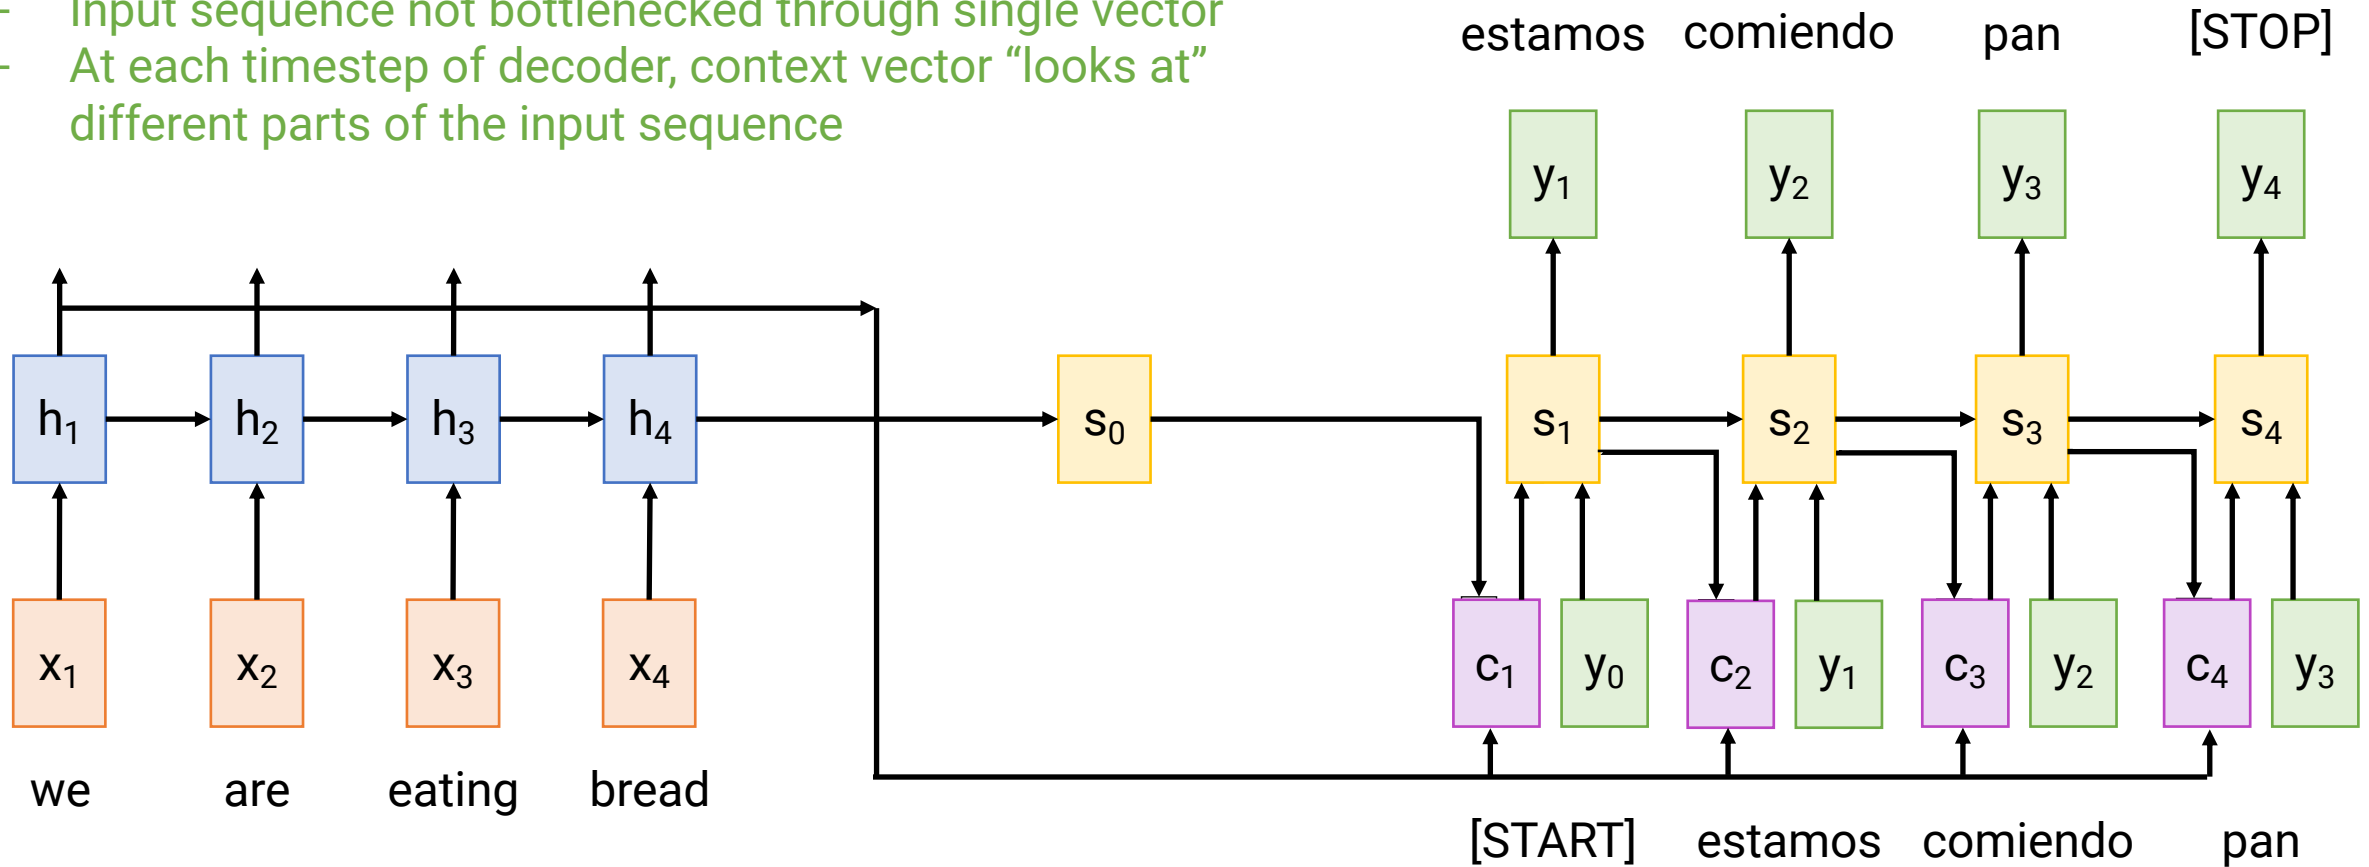 - Input sequence not bottlenecked through single vector
- At each timestep of decoder, context vector “looks at”
different parts of the input sequence
estamos comiendo pan [STOP]
y₁ y₂ y₃ y₄
h₁ h₂ h₃ h₄ s₀ s₁ s₂ s₃ s₄
x₁ x₂ x₃ x₄ c₁ y₀ c₂ y₁ c₃ y₂ c₄ y₃
we are eating bread
[START] estamos comiendo pan